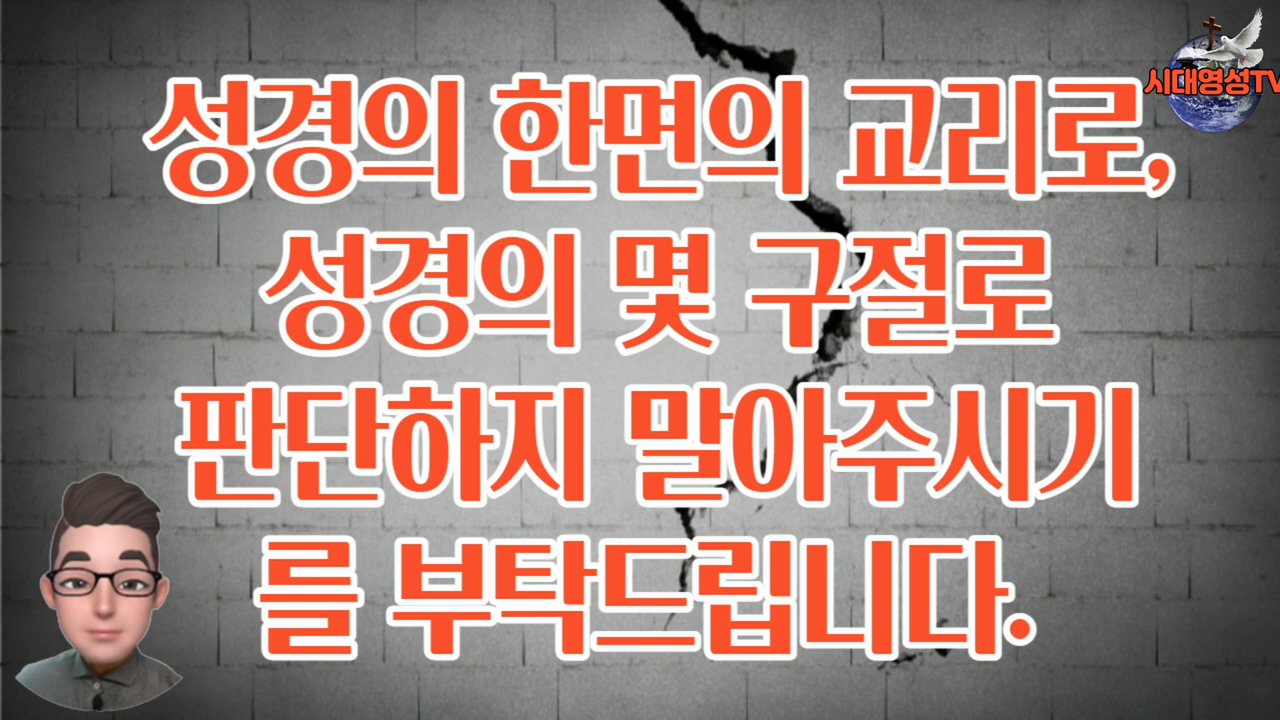 시대영성TV
성경의 한면의 교리로,
성경의 몇 구절로
판단하지 말아주시기
를 부탁드립니다.